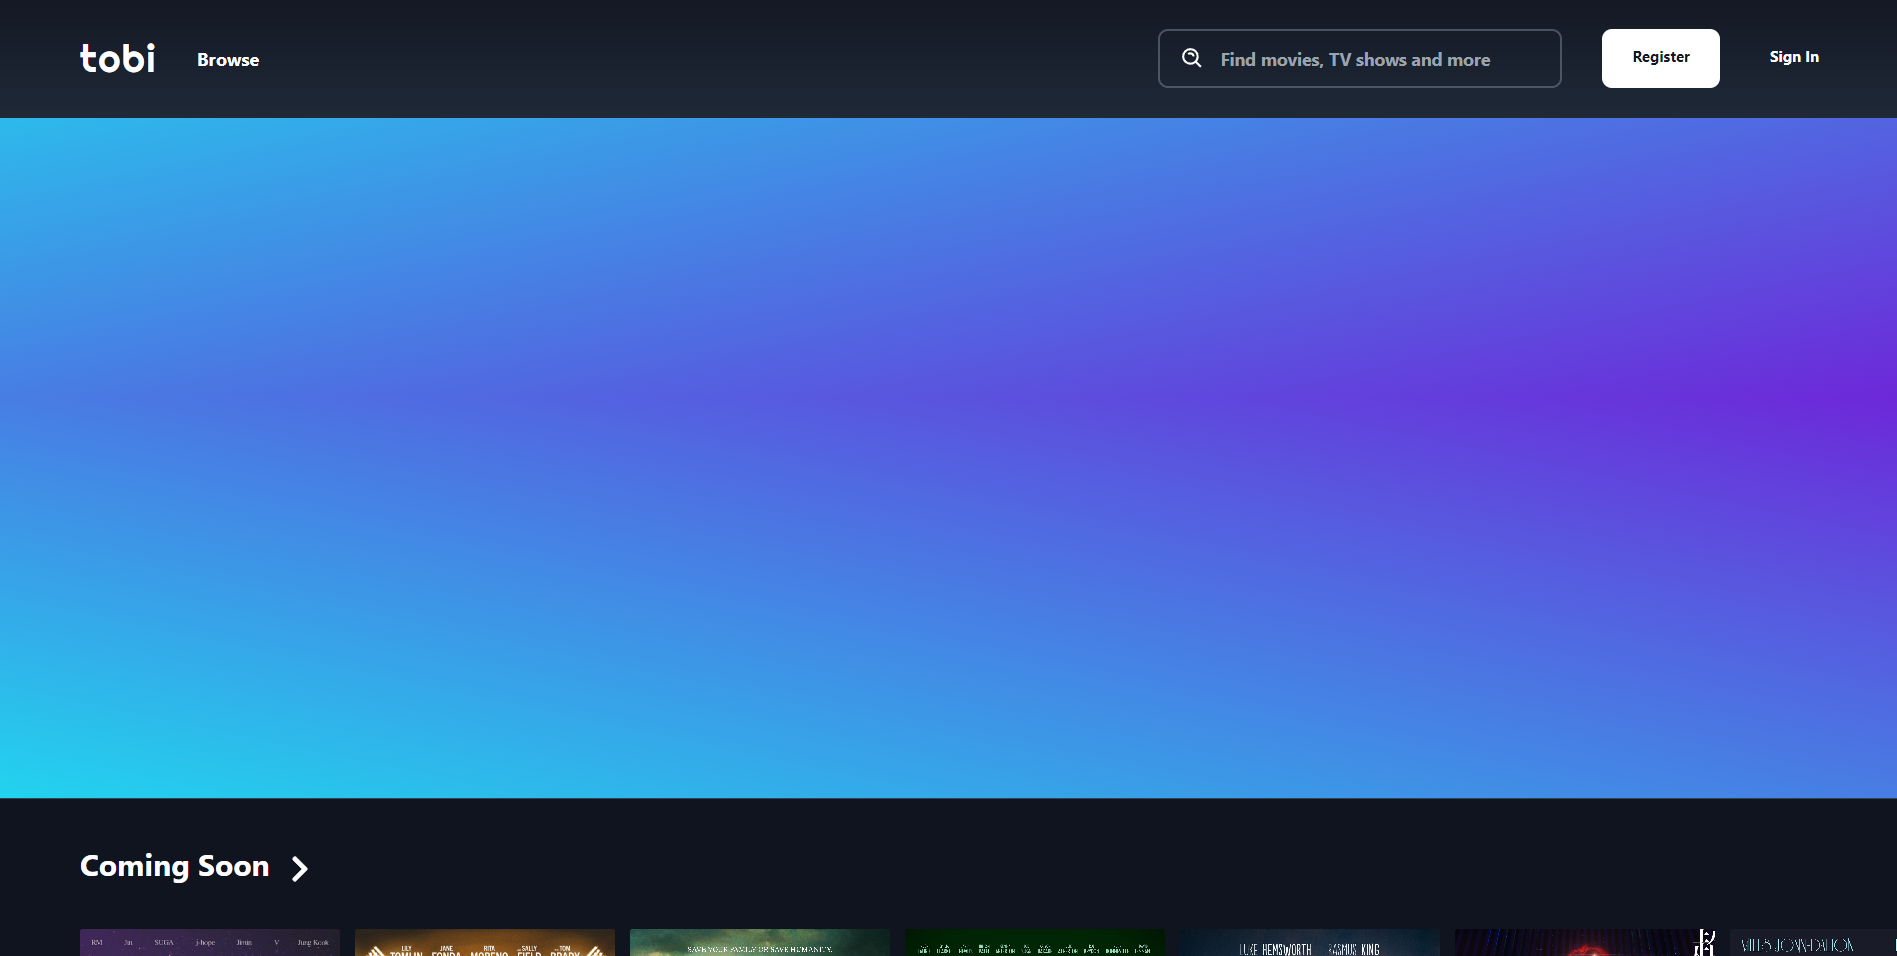 tobi
Browse
Find movies, TV shows and more
Register
Sign In
Coming Soon
RM Jin SUGA j-hope Jimin V Jung Kook
LILY JANE RITA SALLY TOM
TOMLIN FONDA MORENO FIELD BRADY
SAVE YOUR FAMILY OR SAVE HUMANITY.
LUKE HEMSWORTH RASMUS KING